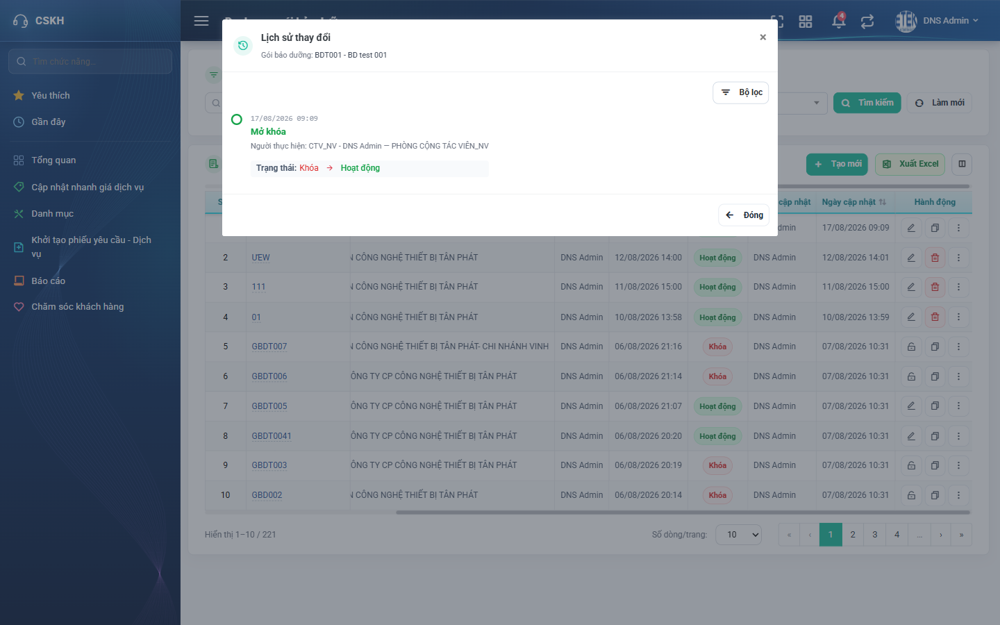 CSKH
Tìm chức năng...
Yêu thích
Gần đây
Tổng quan
Cập nhật nhanh giá dịch vụ
Danh mục
Khởi tạo phiếu yêu cầu - Dịch
vụ
Báo cáo
Chăm sóc khách hàng
4
DNS Admin
Lịch sử thay đổi
Gói bảo dưỡng: BDT001 - BD test 001
×
Bộ lọc
17/08/2026 09:09
Mở khóa
Người thực hiện: CTV_NV - DNS Admin — PHÒNG CỘNG TÁC VIÊN_NV
Trạng thái: Khóa → Hoạt động
Đóng
Tìm kiếm
Làm mới
Tạo mới
Xuất Excel
cập nhật Ngày cập nhật Hành động
17/08/2026 09:09
2 ƯEW CÔNG NGHỆ THIẾT BỊ TÂN PHÁT DNS Admin 12/08/2026 14:00 Hoạt động DNS Admin 12/08/2026 14:01
3 111 CÔNG NGHỆ THIẾT BỊ TÂN PHÁT DNS Admin 11/08/2026 15:00 Hoạt động DNS Admin 11/08/2026 15:00
4 01 CÔNG NGHỆ THIẾT BỊ TÂN PHÁT DNS Admin 10/08/2026 13:58 Hoạt động DNS Admin 10/08/2026 13:59
5 GBDT007 CÔNG NGHỆ THIẾT BỊ TÂN PHÁT- CHI NHÁNH VINH DNS Admin 06/08/2026 21:16 Khóa DNS Admin 07/08/2026 10:31
6 GBDT006 ÔNG TY CP CÔNG NGHỆ THIẾT BỊ TÂN PHÁT DNS Admin 06/08/2026 21:14 Khóa DNS Admin 07/08/2026 10:31
7 GBDT005 ÔNG TY CP CÔNG NGHỆ THIẾT BỊ TÂN PHÁT DNS Admin 06/08/2026 21:07 Hoạt động DNS Admin 07/08/2026 10:31
8 GBDT0041 ÔNG TY CP CÔNG NGHỆ THIẾT BỊ TÂN PHÁT DNS Admin 06/08/2026 20:20 Hoạt động DNS Admin 07/08/2026 10:31
9 GBDT003 ÔNG TY CP CÔNG NGHỆ THIẾT BỊ TÂN PHÁT DNS Admin 06/08/2026 20:19 Khóa DNS Admin 07/08/2026 10:31
10 GBD002 CÔNG NGHỆ THIẾT BỊ TÂN PHÁT DNS Admin 06/08/2026 20:14 Khóa DNS Admin 07/08/2026 10:31
Hiển thị 1–10 / 221
Số dòng/trang: 10
« ‹ 1 2 3 4 ... › »